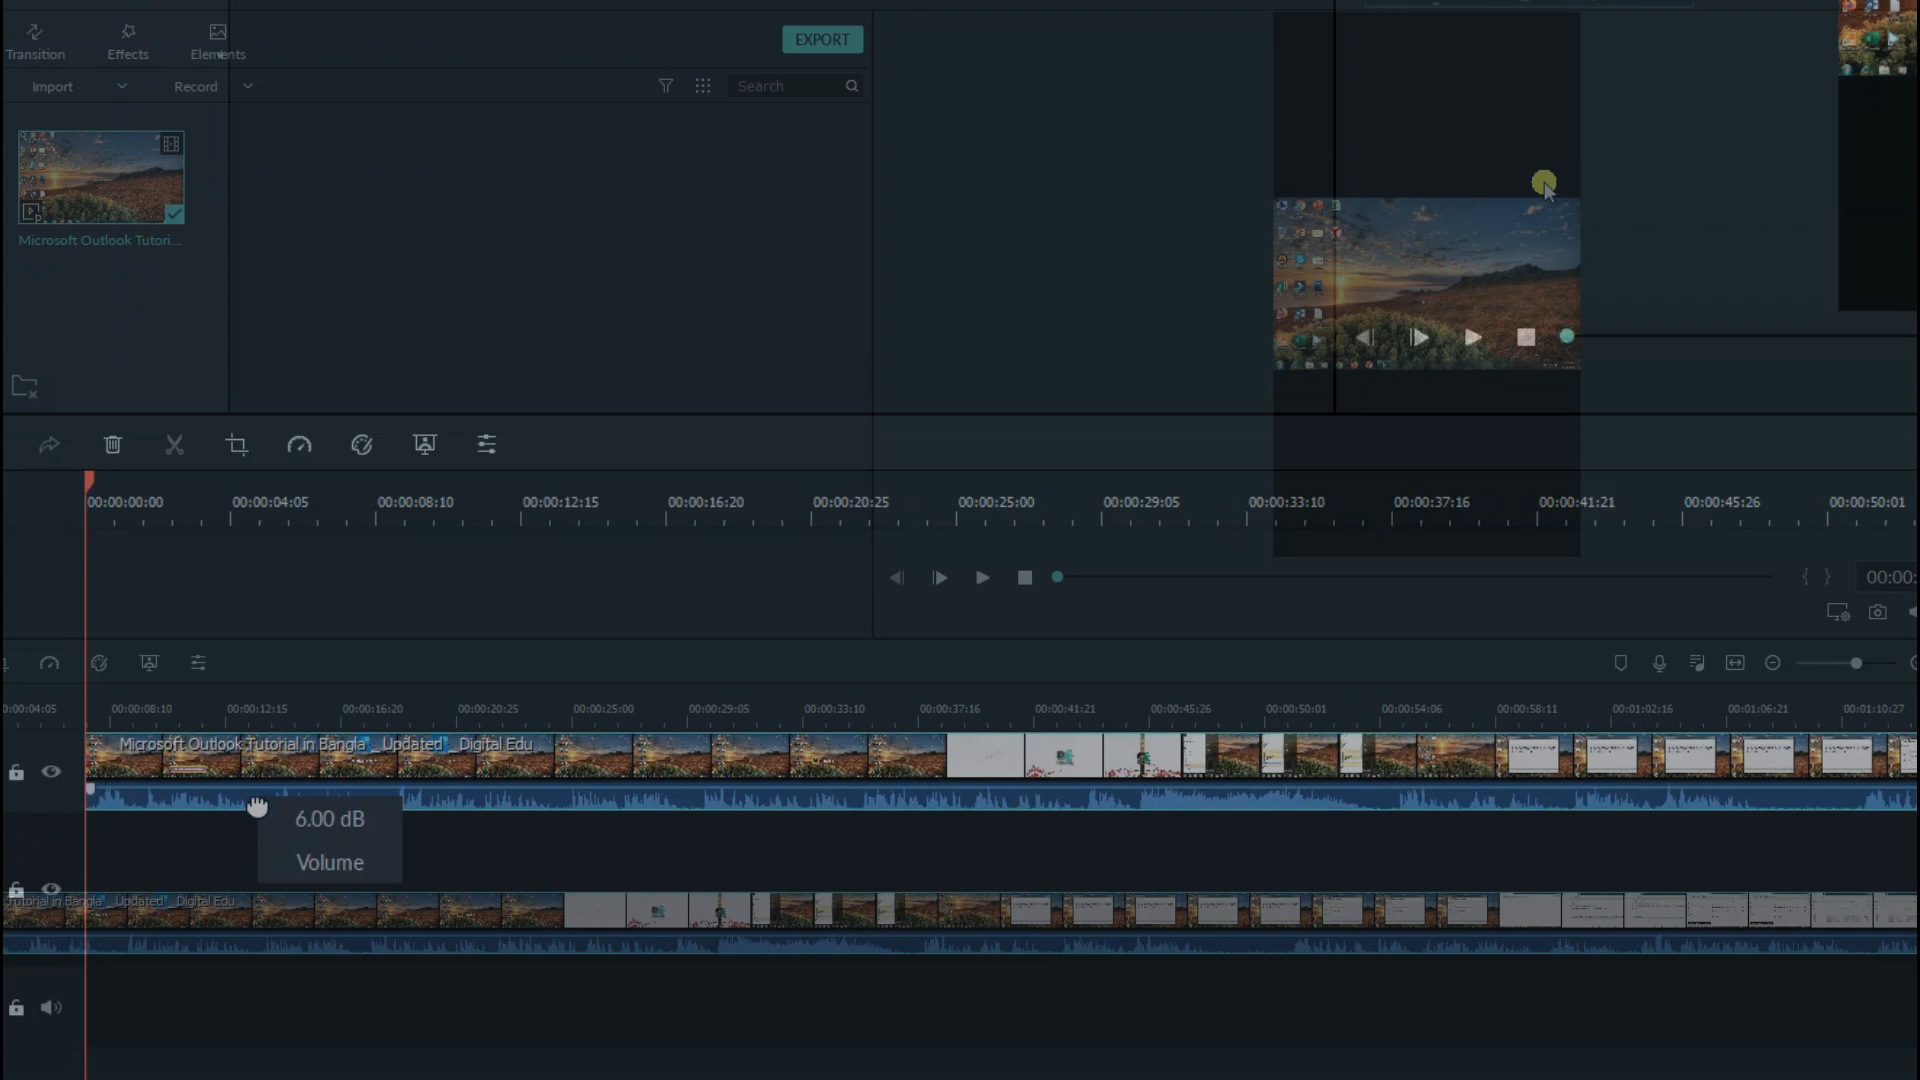 Transition Effects Elements
EXPORT
Import Record Search
Microsoft Outlook Tutori...
00:00:00:00 00:00:04:05 00:00:08:10 00:00:12:15 00:00:16:20 00:00:20:25 00:00:25:00 00:00:29:05 00:00:33:10 00:00:37:16 00:00:41:21 00:00:45:26 00:00:50:01
{ } 00:00:
0:00:04:05 00:00:08:10 00:00:12:15 00:00:16:20 00:00:20:25 00:00:25:00 00:00:29:05 00:00:33:10 00:00:37:16 00:00:41:21 00:00:45:26 00:00:50:01 00:00:54:06 00:00:58:11 00:01:02:16 00:01:06:21 00:01:10:27
Microsoft Outlook Tutorial in Bangla _ Updated _ Digital Edu
6.00 dB
Volume
Tutorial in Bangla _ Updated _ Digital Edu